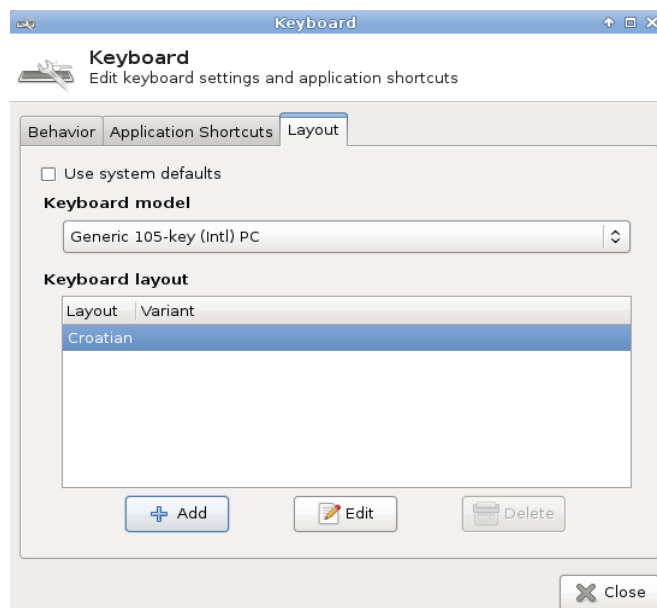 Keyboard
Keyboard
Edit keyboard settings and application shortcuts
Behavior Application Shortcuts Layout
Use system defaults
Keyboard model
Generic 105-key (Intl) PC
Keyboard layout
Layout Variant
Croatian
Add Edit Delete
Close